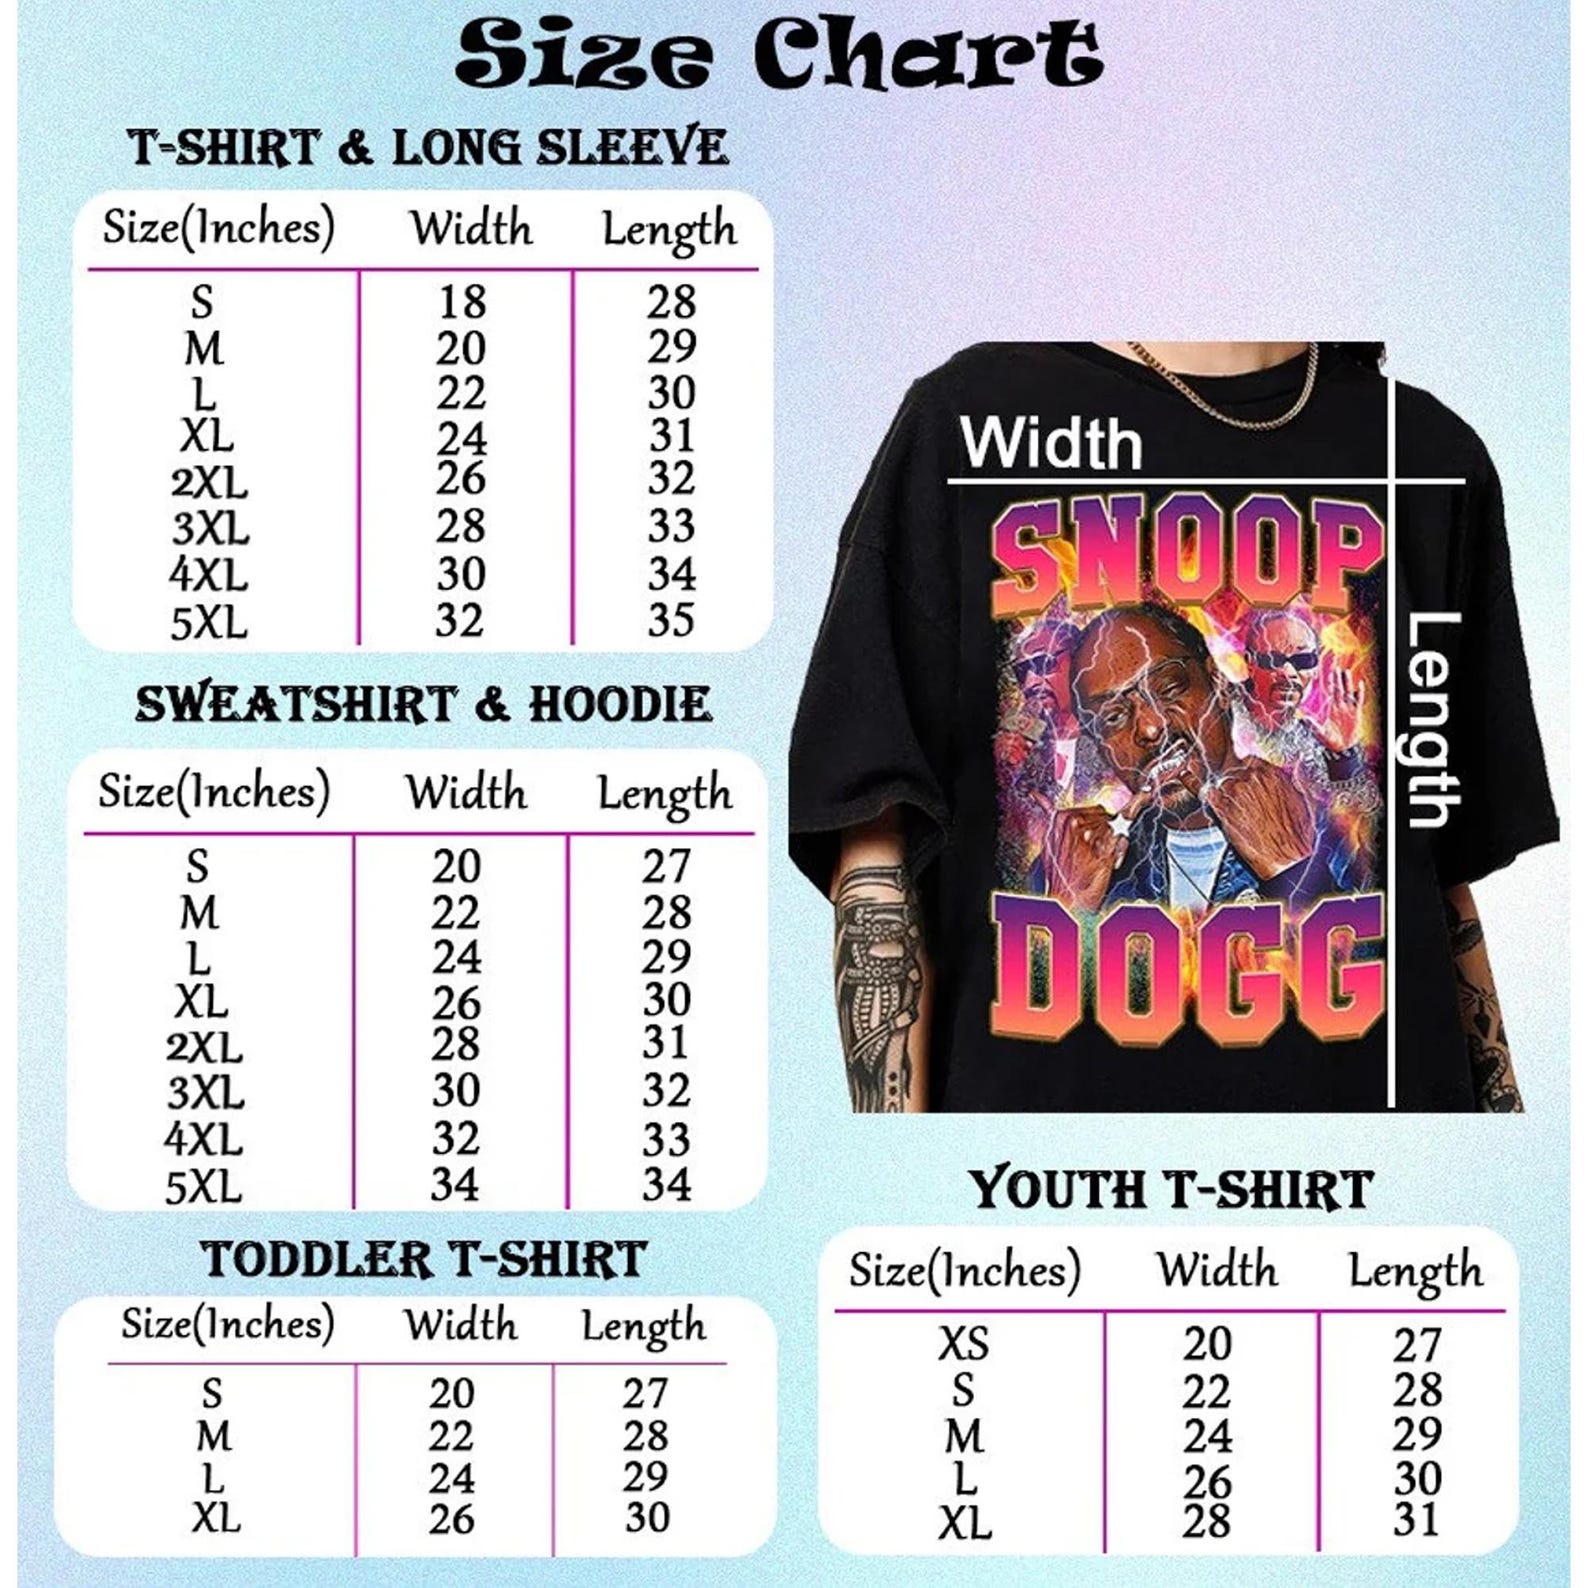 Size Chart
T-SHIRT & LONG SLEEVE
Size(Inches) Width Length
S 18 28
M 20 29
L 22 30
XL 24 31
2XL 26 32
3XL 28 33
4XL 30 34
5XL 32 35
SWEATSHIRT & HOODIE
Size(Inches) Width Length
S 20 27
M 22 28
L 24 29
XL 26 30
2XL 28 31
3XL 30 32
4XL 32 33
5XL 34 34
TODDLER T-SHIRT
Size(Inches) Width Length
S 20 27
M 22 28
L 24 29
XL 26 30
Width
SNOOP
Length
DOGG
YOUTH T-SHIRT
Size(Inches) Width Length
XS 20 27
S 22 28
M 24 29
L 26 30
XL 28 31